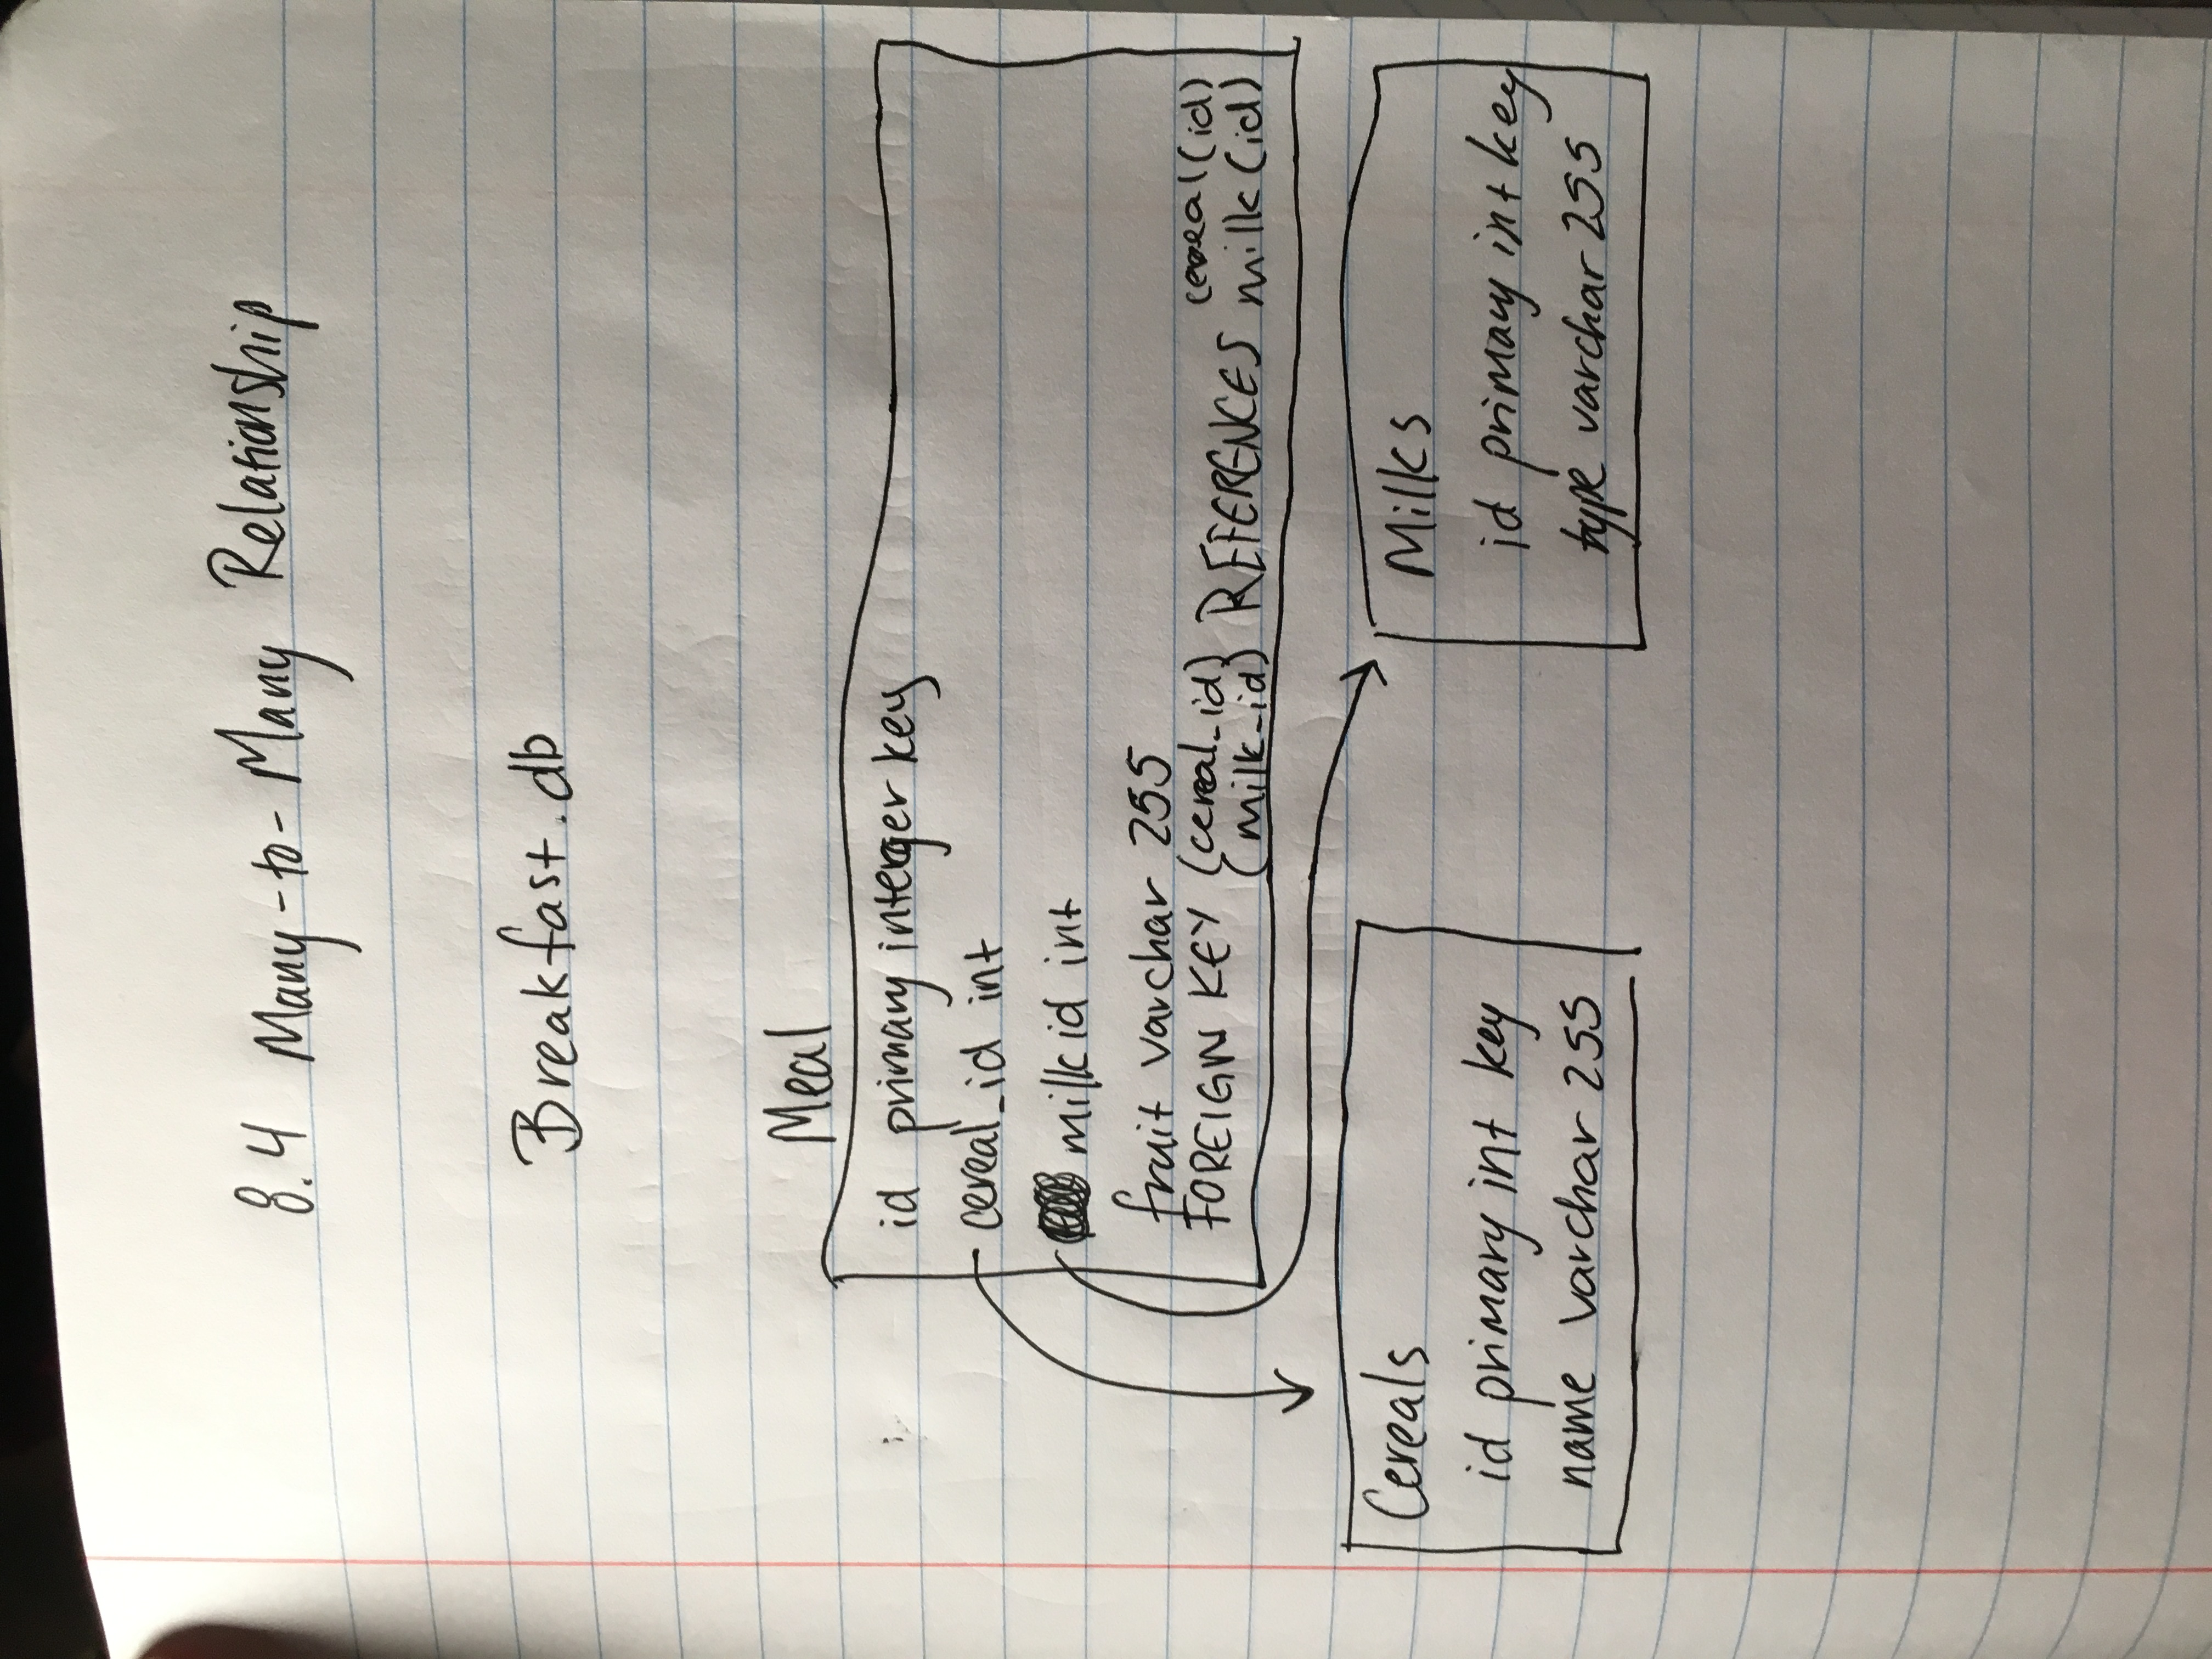 8.4 Many-to-Many Relationship
Breakfast.db
Meal
id primary interger key
cereal_id int
milk id int
fruit varchar 255
FOREIGN KEY (cereal_id) REFERENCES cereal(id)
(milk_id) milk(id)
Cereals
id primary int key
name varchar 255
Milks
id primary int key
type varchar 255